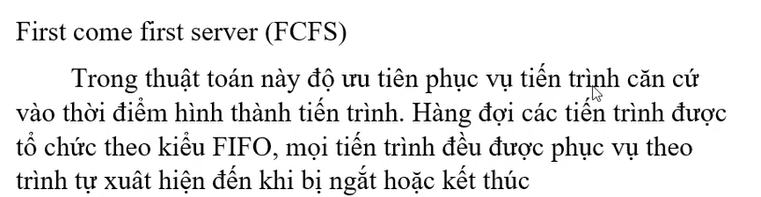 First come first server (FCFS)
Trong thuật toán này độ ưu tiên phục vụ tiến trình căn cứ
vào thời điểm hình thành tiến trình. Hàng đợi các tiến trình được
tổ chức theo kiểu FIFO, mọi tiến trình đều được phục vụ theo
trình tự xuât hiện đến khi bị ngắt hoặc kết thúc